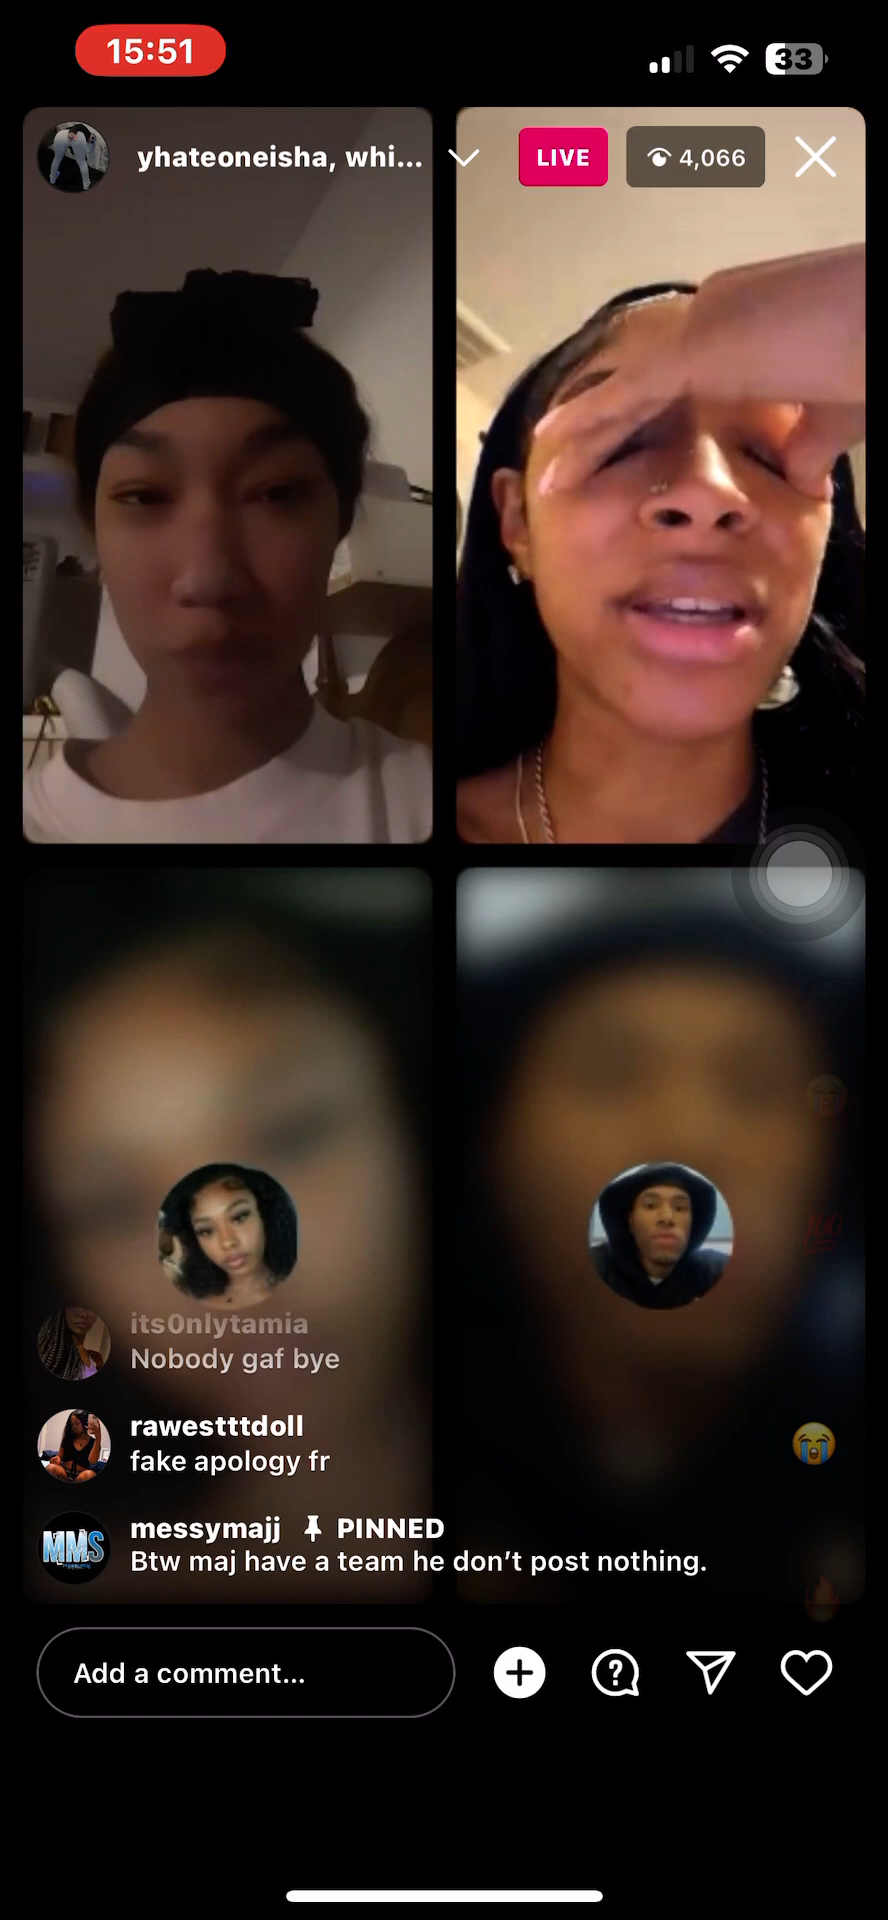 15:51
33
yhateoneisha, whi...
LIVE
4,066
its0nlytamia
Nobody gaf bye
rawestttdoll
fake apology fr
MMS
messymajj PINNED
Btw maj have a team he don’t post nothing.
Add a comment...